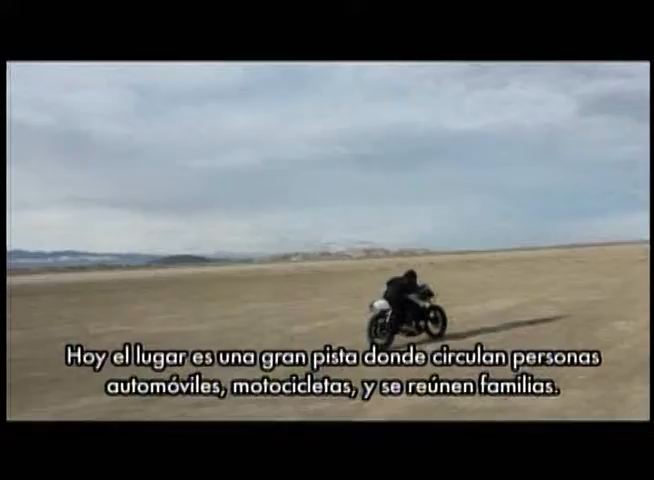 Hoy el lugar es una gran pista donde circulan personas
automóviles, motocicletas, y se reúnen familias.